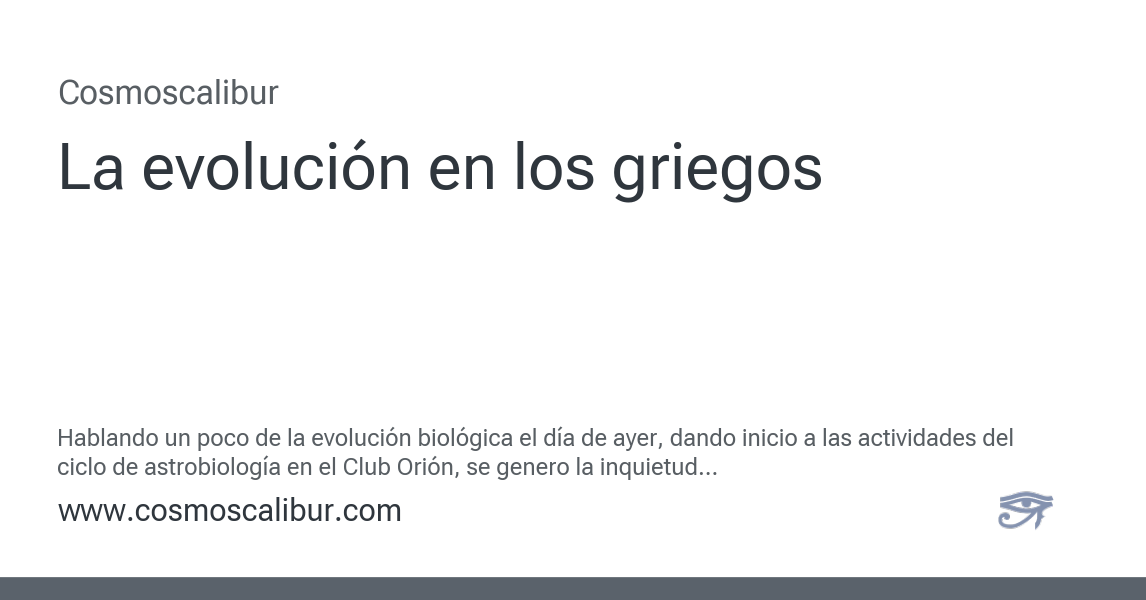 Cosmoscalibur
La evolución en los griegos
Hablando un poco de la evolución biológica el día de ayer, dando inicio a las actividades del
ciclo de astrobiología en el Club Orión, se genero la inquietud...
www.cosmoscalibur.com